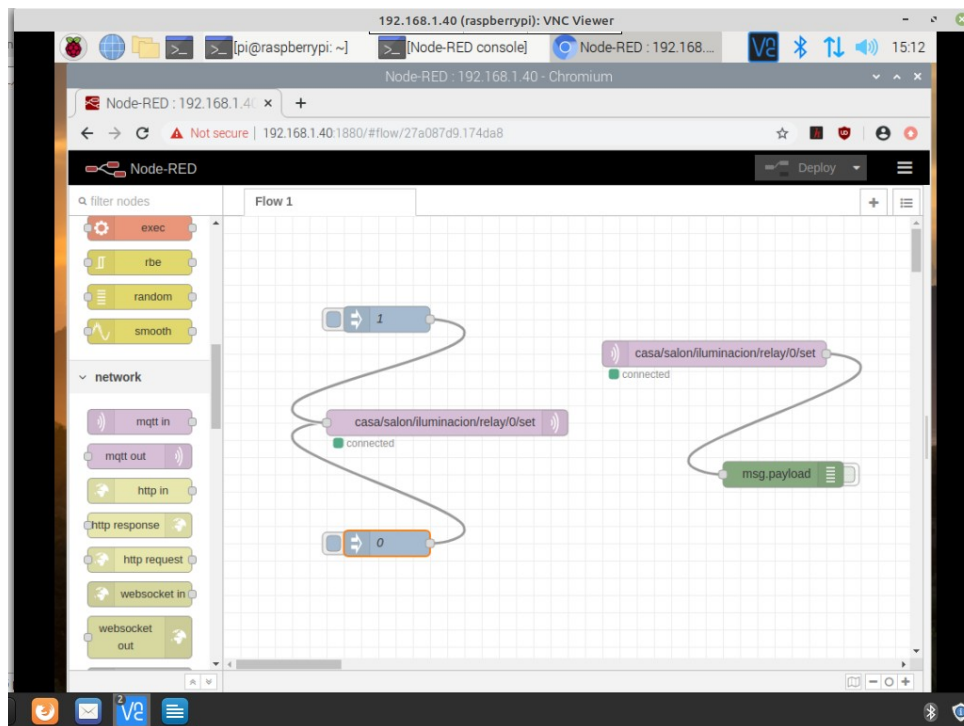 192.168.1.40 (raspberrypi): VNC Viewer
[pi@raspberrypi: ~]
[Node-RED console]
Node-RED : 192.168....
15:12
Node-RED : 192.168.1.40 - Chromium
Node-RED : 192.168.1.40
Not secure | 192.168.1.40:1880/#flow/27a087d9.174da8
Node-RED
Deploy
filter nodes
Flow 1
exec
rbe
random
smooth
network
mqtt in
mqtt out
http in
http response
http request
websocket in
websocket
out
1
casa/salon/iluminacion/relay/0/set
connected
0
casa/salon/iluminacion/relay/0/set
connected
msg.payload
2